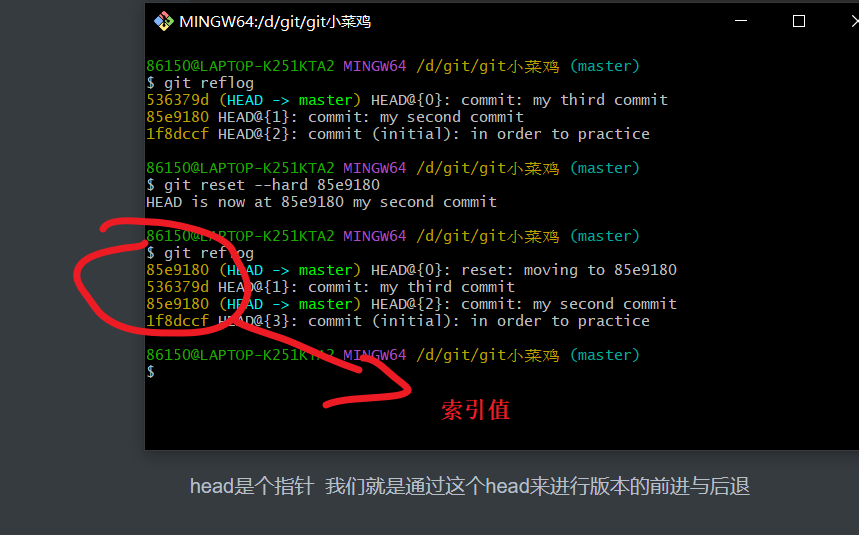 MINGW64:/d/git/git小菜鸡
86150@LAPTOP-K251KTA2 MINGW64 /d/git/git小菜鸡 (master)
$ git reflog
536379d (HEAD -> master) HEAD@{0}: commit: my third commit
85e9180 HEAD@{1}: commit: my second commit
1f8dccf HEAD@{2}: commit (initial): in order to practice
86150@LAPTOP-K251KTA2 MINGW64 /d/git/git小菜鸡 (master)
$ git reset --hard 85e9180
HEAD is now at 85e9180 my second commit
86150@LAPTOP-K251KTA2 MINGW64 /d/git/git小菜鸡 (master)
$ git reflog
85e9180 (HEAD -> master) HEAD@{0}: reset: moving to 85e9180
536379d HEAD@{1}: commit: my third commit
85e9180 (HEAD -> master) HEAD@{2}: commit: my second commit
1f8dccf HEAD@{3}: commit (initial): in order to practice
86150@LAPTOP-K251KTA2 MINGW64 /d/git/git小菜鸡 (master)
$
索引值
head是个指针 我们就是通过这个head来进行版本的前进与后退